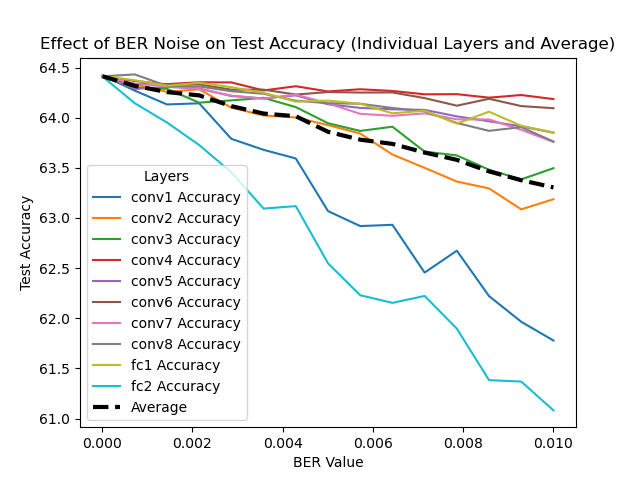 Effect of BER Noise on Test Accuracy (Individual Layers and Average)
64.5
64.0
63.5
63.0
62.5
62.0
61.5
61.0
Test Accuracy
Layers
conv1 Accuracy
conv2 Accuracy
conv3 Accuracy
conv4 Accuracy
conv5 Accuracy
conv6 Accuracy
conv7 Accuracy
conv8 Accuracy
fc1 Accuracy
fc2 Accuracy
Average
0.000 0.002 0.004 0.006 0.008 0.010
BER Value